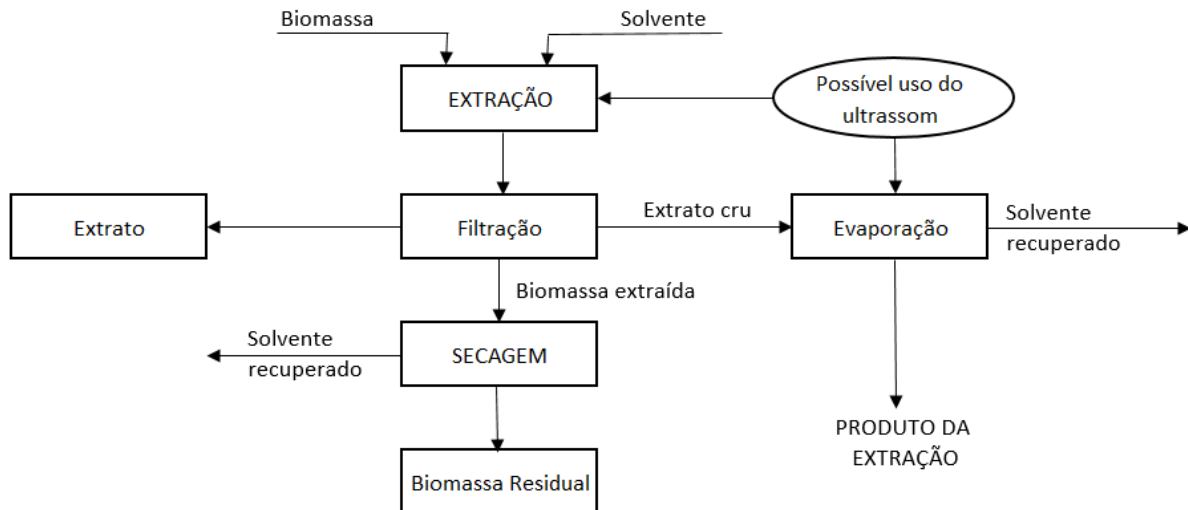 Biomassa
Solvente
EXTRAÇÃO
Possível uso do
ultrassom
Extrato
Filtração
Extrato cru
Evaporação
Solvente
recuperado
Biomassa extraída
Solvente
recuperado
SECAGEM
PRODUTO DA
EXTRAÇÃO
Biomassa Residual